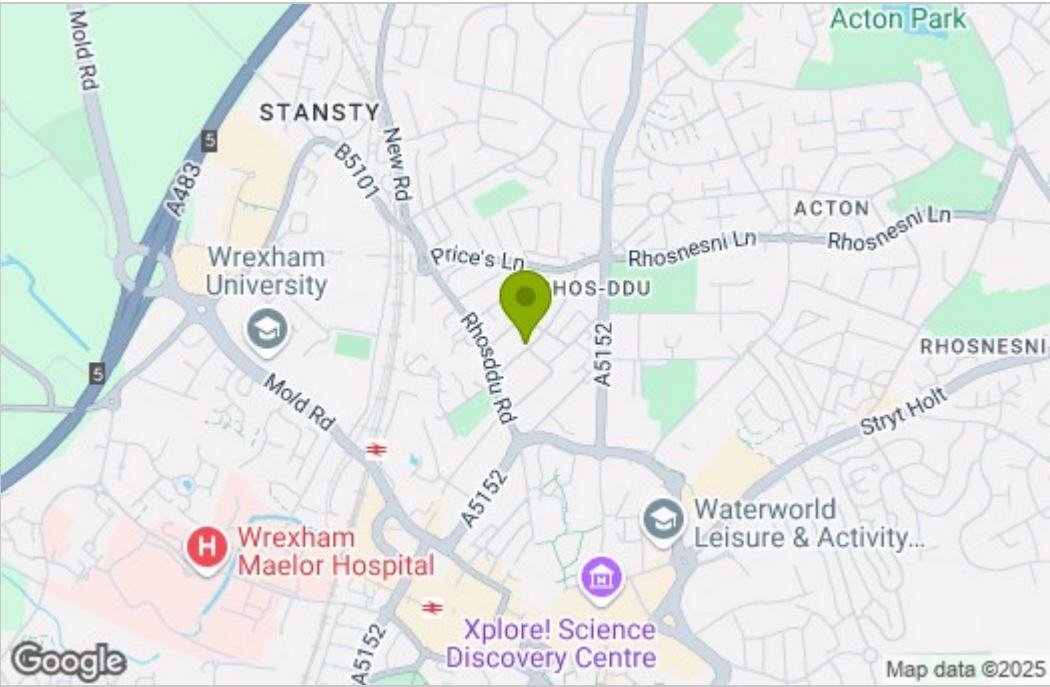 Mold Rd
Acton Park
STANSTY
5
New Rd
B5101
A483
ACTON
Rhosnesni Ln
Rhosnesni Ln
Price's Ln
Wrexham
University
HOS-DDU
Rhosddu Rd
A5152
RHOSNESNI
5
Mold Rd
Stryt Holt
A5152
Waterworld
Leisure & Activity...
H
Wrexham
Maelor Hospital
Xplore! Science
Discovery Centre
A5152
Google
Map data ©2025